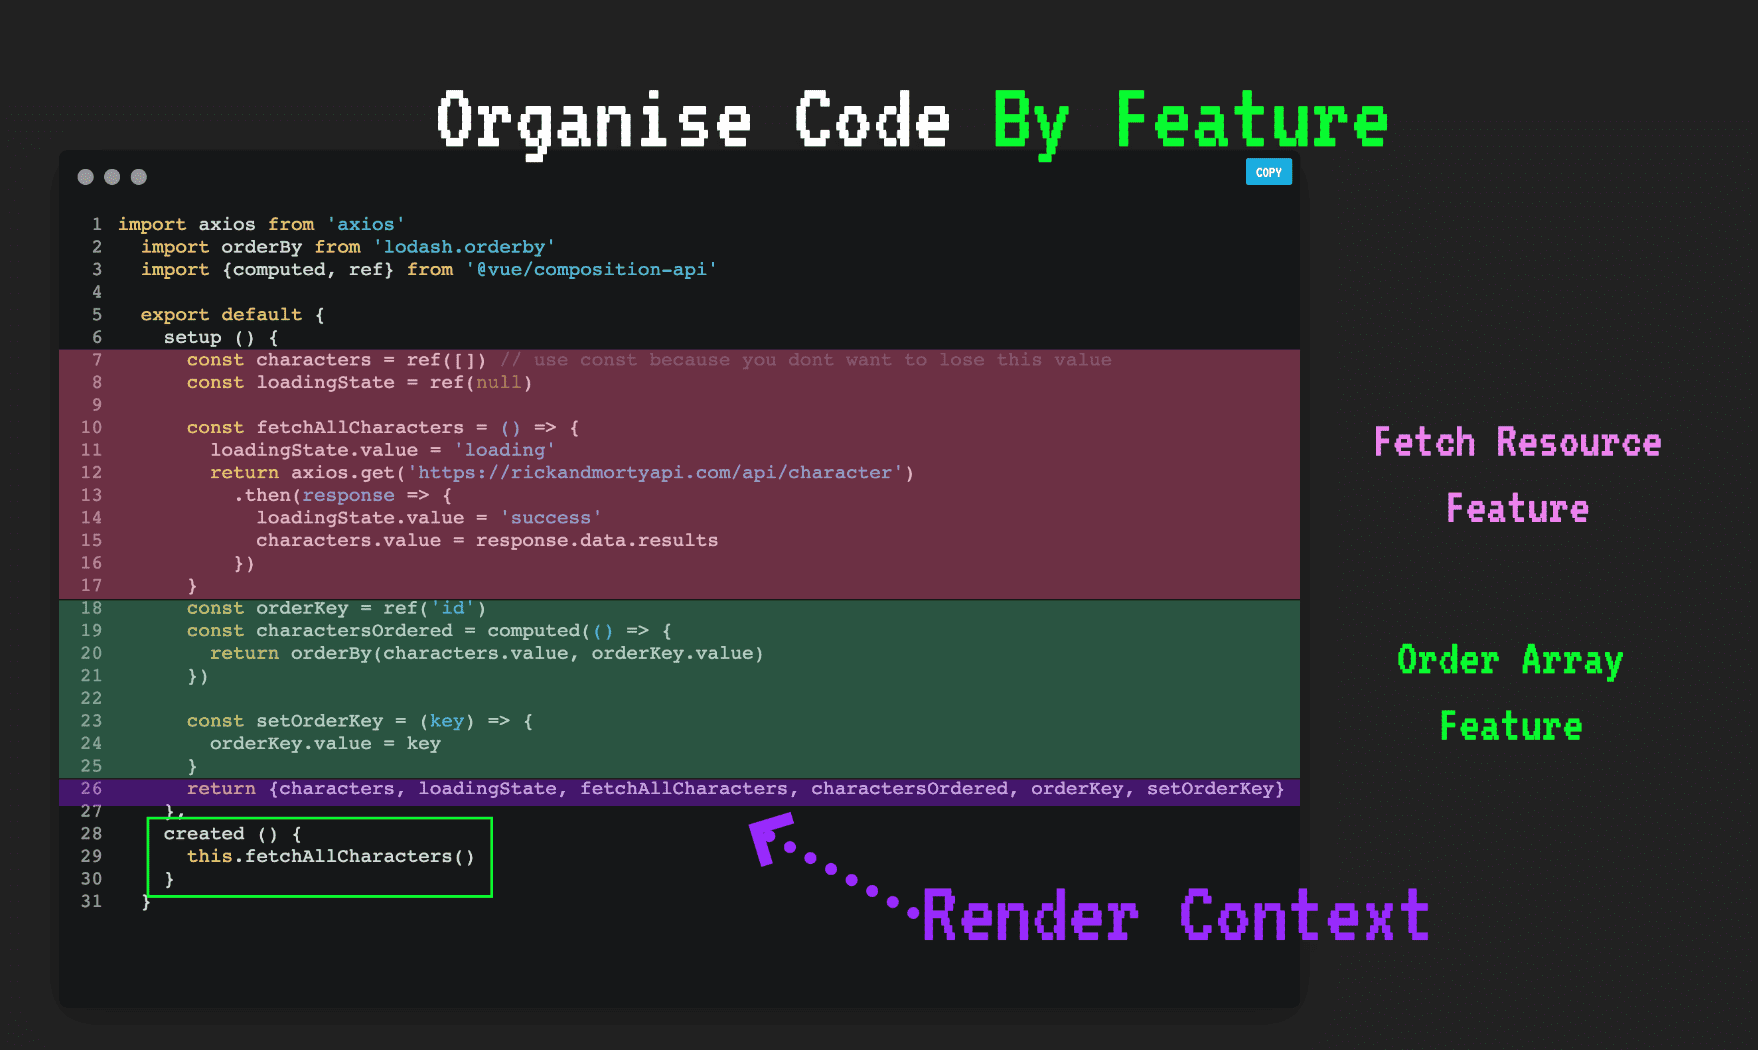 Organise Code By Feature
COPY
1 import axios from 'axios'
2 import orderBy from 'lodash.orderby'
3 import {computed, ref} from '@vue/composition-api'
4
5 export default {
6 setup () {
7 const characters = ref([]) // use const because you dont want to lose this value
8 const loadingState = ref(null)
9
10 const fetchAllCharacters = () => {
11 loadingState.value = 'loading'
12 return axios.get('https://rickandmortyapi.com/api/character')
13 .then(response => {
14 loadingState.value = 'success'
15 characters.value = response.data.results
16 })
17 }
18 const orderKey = ref('id')
19 const charactersOrdered = computed(() => {
20 return orderBy(characters.value, orderKey.value)
21 })
22
23 const setOrderKey = (key) => {
24 orderKey.value = key
25 }
26 return {characters, loadingState, fetchAllCharacters, charactersOrdered, orderKey, setOrderKey}
27 },
28 created () {
29 this.fetchAllCharacters()
30 }
31 }
Fetch Resource
Feature
Order Array
Feature
Render Context